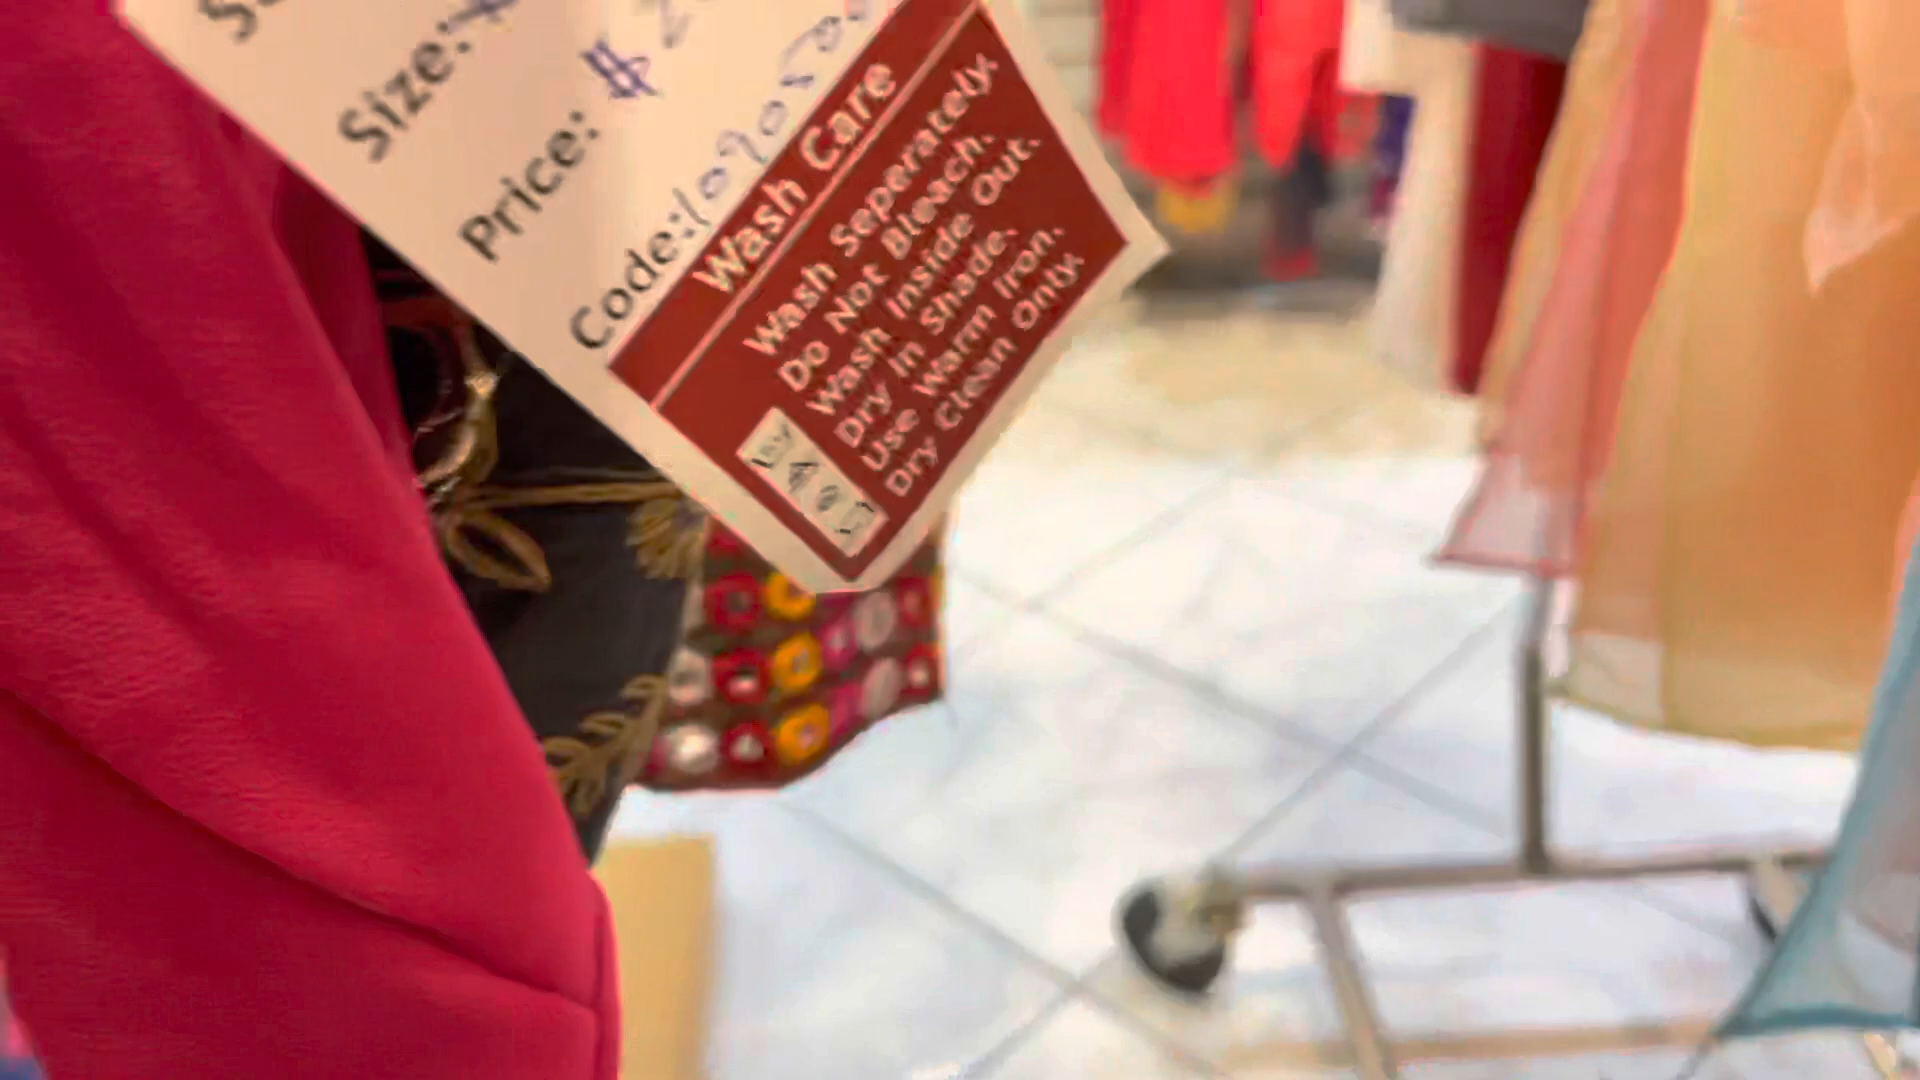 Size:
Price: $
Code:
Wash Care
Wash Seperately.
Do Not Bleach.
Wash Inside Out.
Dry In Shade.
Use Warm Iron.
Dry Clean Only.